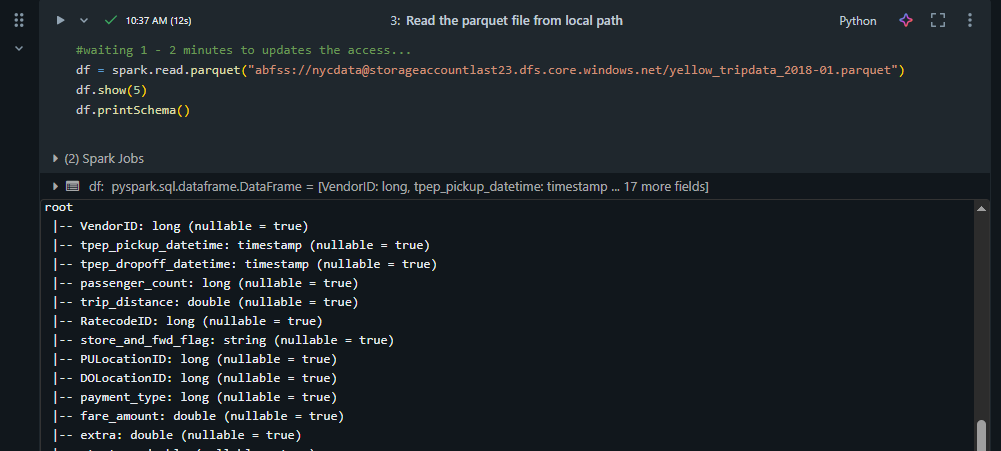 10:37 AM (12s)
3: Read the parquet file from local path
Python
#waiting 1 - 2 minutes to updates the access...
df = spark.read.parquet("abfss://nycdata@storageaccountlast23.dfs.core.windows.net/yellow_tripdata_2018-01.parquet")
df.show(5)
df.printSchema()
(2) Spark Jobs
df: pyspark.sql.dataframe.DataFrame = [VendorID: long, tpep_pickup_datetime: timestamp ... 17 more fields]
root
|-- VendorID: long (nullable = true)
|-- tpep_pickup_datetime: timestamp (nullable = true)
|-- tpep_dropoff_datetime: timestamp (nullable = true)
|-- passenger_count: long (nullable = true)
|-- trip_distance: double (nullable = true)
|-- RatecodeID: long (nullable = true)
|-- store_and_fwd_flag: string (nullable = true)
|-- PULocationID: long (nullable = true)
|-- DOLocationID: long (nullable = true)
|-- payment_type: long (nullable = true)
|-- fare_amount: double (nullable = true)
|-- extra: double (nullable = true)